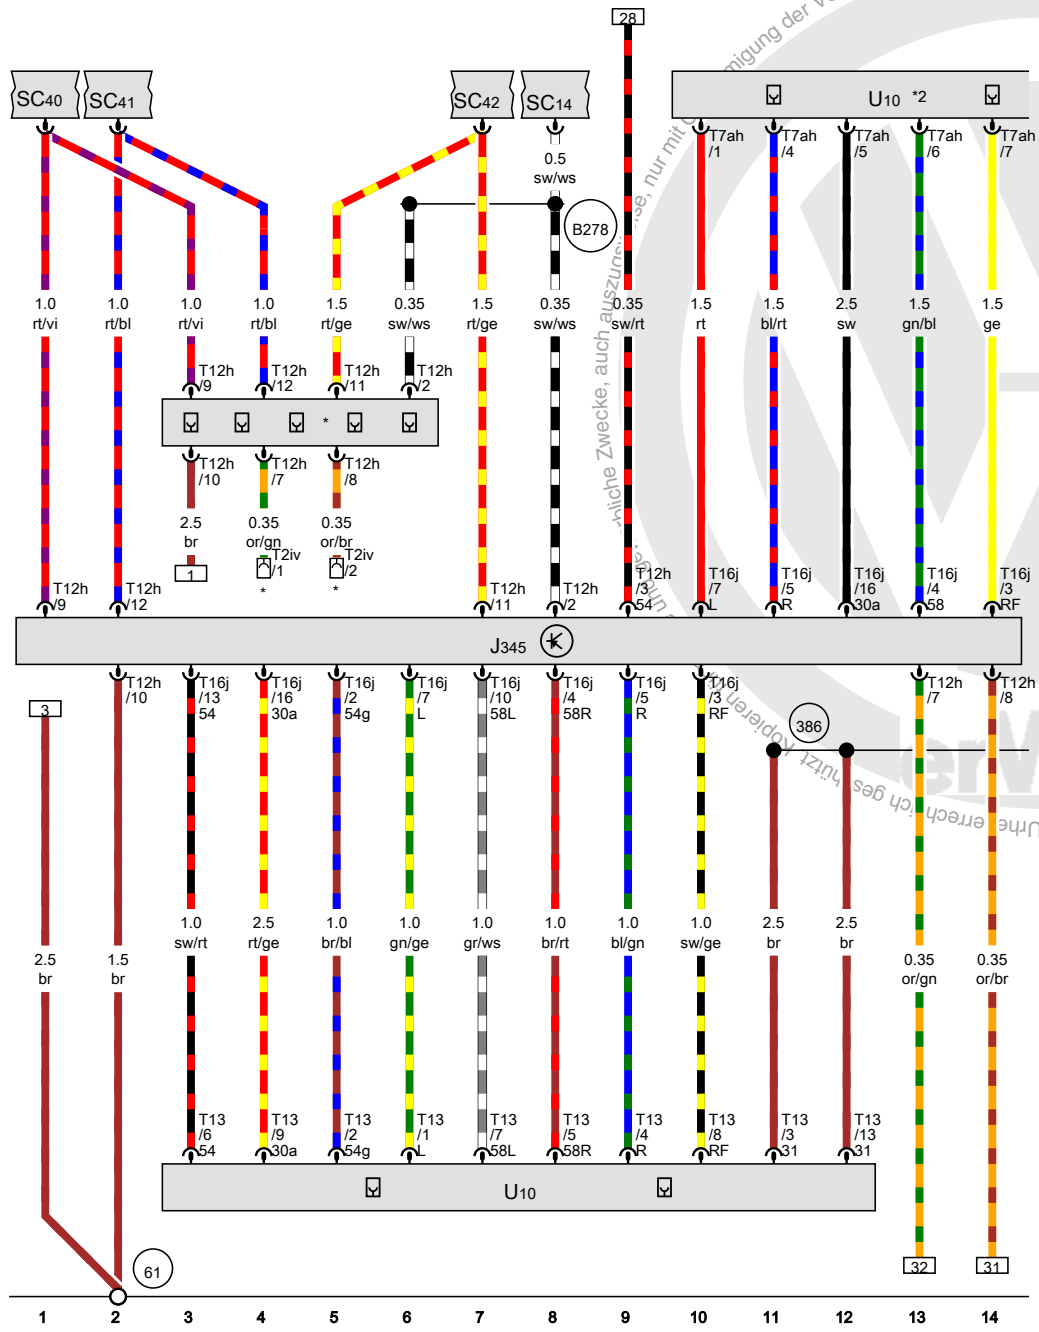 28
SC40 SC41 SC42 SC14 U10 *2
T7ah /1 T7ah /4 T7ah /5 T7ah /6 T7ah /7
0.5 sw/ws
B278
1.0 1.0 1.0 1.0 1.5 0.35 1.5 0.35 0.35 1.5 1.5 2.5 1.5 1.5
rt/vi rt/bl rt/vi rt/bl rt/ge sw/ws rt/ge sw/ws sw/rt rt bl/rt sw gn/bl ge
T12h /9 T12h /12 T12h /11 T12h /2
*
T12h /10 T12h /7 T12h /8
2.5 0.35 0.35
br or/gn or/br
1 T2iv /1 T2iv /2
* *
T12h /9 T12h /12 T12h /11 T12h /2 T12h /3 54 T16j /7 L T16j /5 R T16j /16 30a T16j /4 58 T16j /3 RF
J345
T12h /10 T16j /13 54 T16j /16 30a T16j /2 54g T16j /7 L T16j /10 58L T16j /4 58R T16j /5 R T16j /3 RF T12h /7 T12h /8
3
386
1.0 2.5 1.0 1.0 1.0 1.0 1.0 1.0 2.5 2.5
sw/rt rt/ge br/bl gn/ge gr/ws br/rt bl/gn sw/ge br br
2.5 1.5 0.35 0.35
br br or/gn or/br
T13 /6 54 T13 /9 30a T13 /2 54g T13 /1 L T13 /7 58L T13 /5 58R T13 /4 R T13 /8 RF T13 /3 31 T13 /13 31
U10
61
32 31
1 2 3 4 5 6 7 8 9 10 11 12 13 14